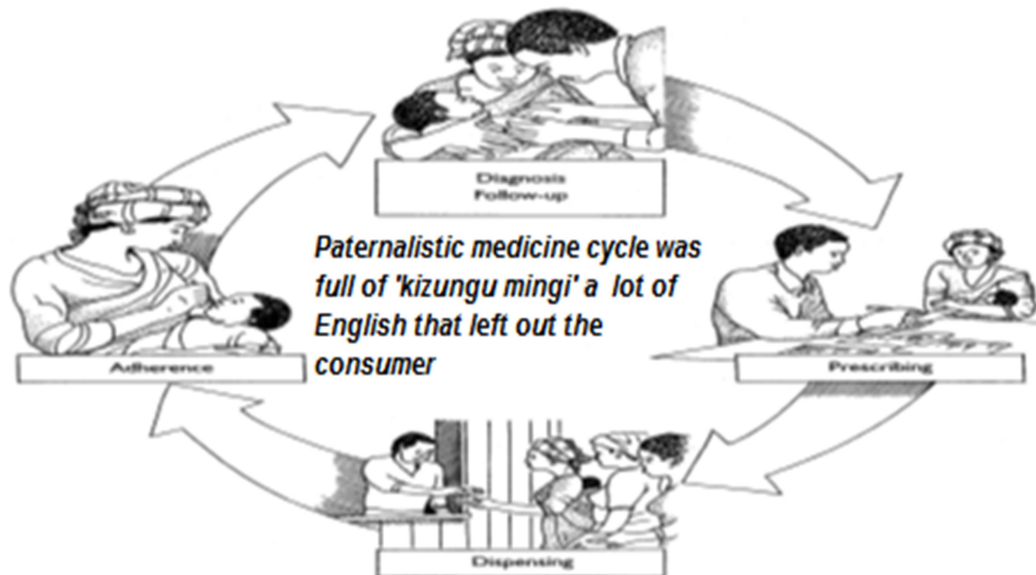 Diagnosis
Follow-up
Paternalistic medicine cycle was
full of 'kizungu mingi' a lot of
English that left out the
consumer
Adherence
Prescribing
Dispensing